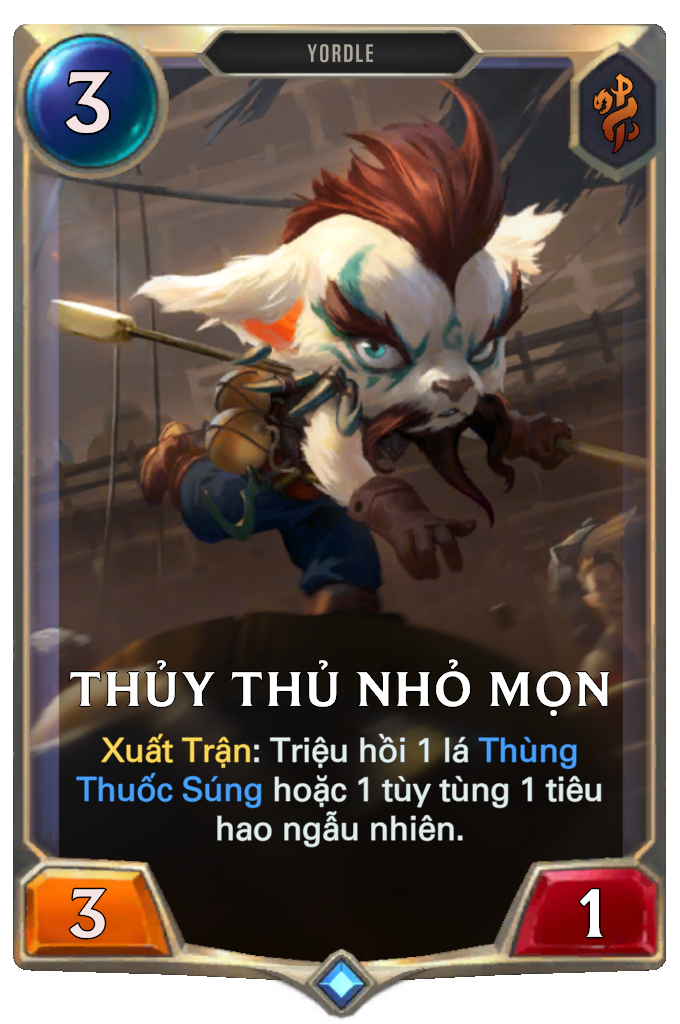 3
YORDLE
THỦY THỦ NHỎ MỌN
Xuất Trận: Triệu hồi 1 lá Thùng
Thuốc Súng hoặc 1 tùy tùng 1 tiêu
hao ngẫu nhiên.
3
1